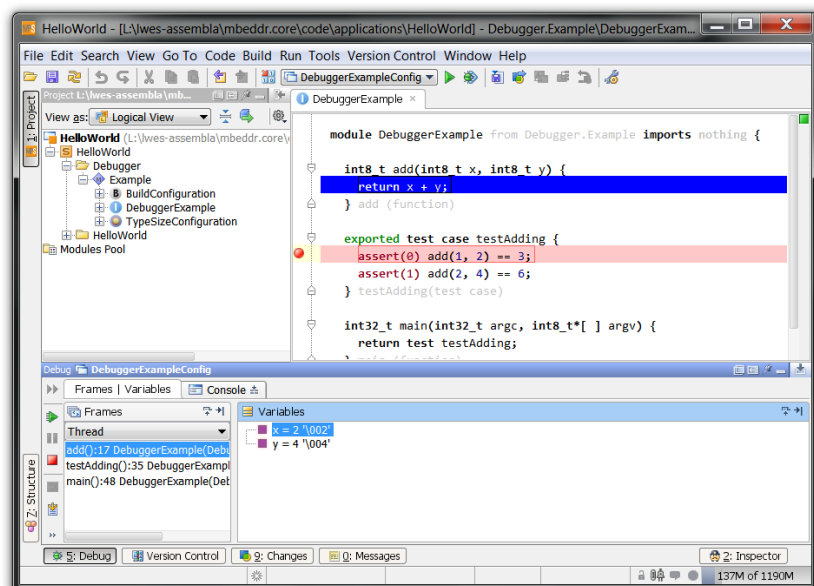 HelloWorld - [L:\lwes-assembla\mbeddr.core\code\applications\HelloWorld] - Debugger.Example\DebuggerExam...
File Edit Search View Go To Code Build Run Tools Version Control Window Help
DebuggerExampleConfig
Project L:\lwes-assembla\mb...
DebuggerExample
1: Project
View as: Logical View
HelloWorld (L:\lwes-assembla\mbeddr.core\
HelloWorld
Debugger
Example
BuildConfiguration
DebuggerExample
TypeSizeConfiguration
HelloWorld
Modules Pool
module DebuggerExample from Debugger.Example imports nothing {
int8_t add(int8_t x, int8_t y) {
return x + y;
} add (function)
exported test case testAdding {
assert(0) add(1, 2) == 3;
assert(1) add(2, 4) == 6;
} testAdding(test case)
int32_t main(int32_t argc, int8_t*[ ] argv) {
return test testAdding;
} main (function)
Debug DebuggerExampleConfig
Frames | Variables
Console
Frames
Variables
Thread
add():17 DebuggerExample(Debu
testAdding():35 DebuggerExampl
main():48 DebuggerExample(Deb
x = 2 '\002'
y = 4 '\004'
Z: Structure
5: Debug
Version Control
9: Changes
0: Messages
2: Inspector
137M of 1190M